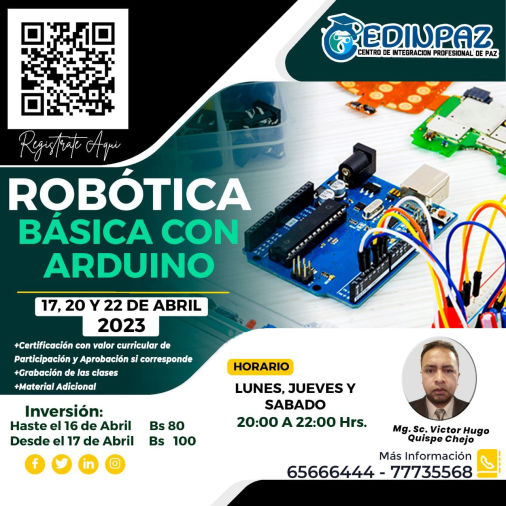 EDIUPAZ
CENTRO DE INTEGRACION PROFESIONAL DE PAZ
Registrate Aqui
ROBÓTICA
BÁSICA CON
ARDUINO
17, 20 Y 22 DE ABRIL
2023
+Certificación con valor curricular de
Participación y Aprobación si corresponde
+Grabación de las clases
+Material Adicional
Inversión:
Haste el 16 de Abril Bs 80
Desde el 17 de Abril Bs 100
HORARIO
LUNES, JUEVES Y
SABADO
20:00 A 22:00 Hrs.
Mg. Sc. Victor Hugo
Quispe Chejo
Más Información
65666444 - 77735568